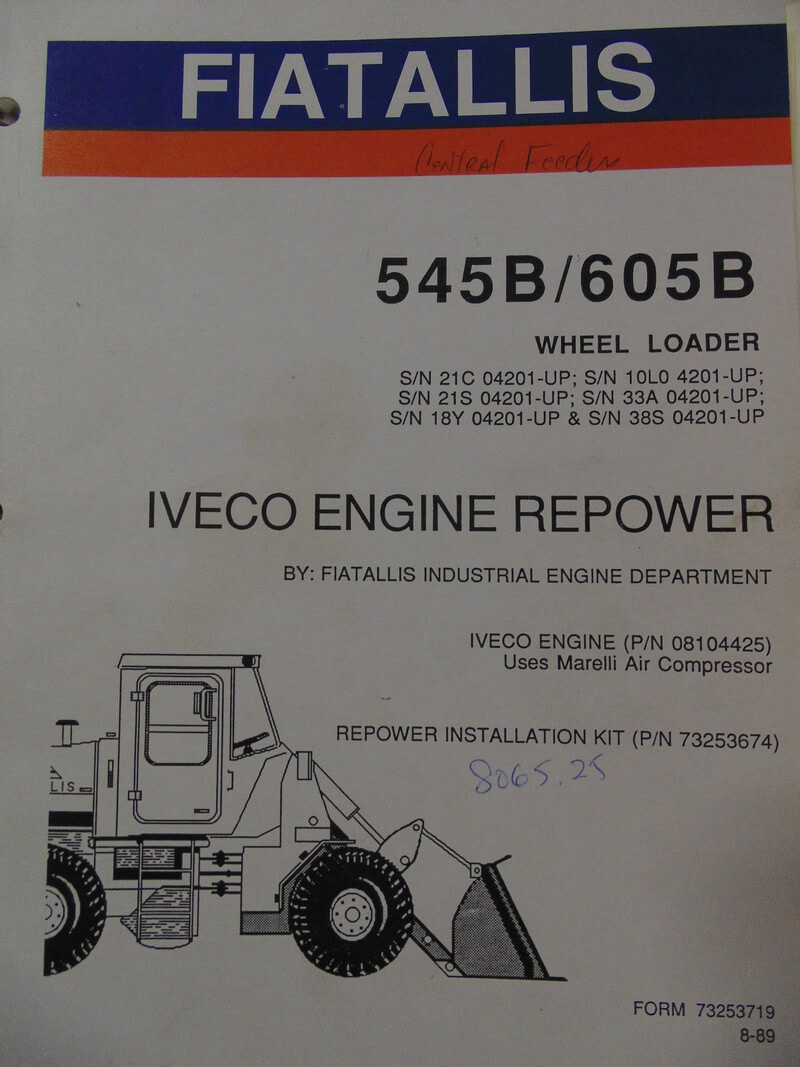 FIATALLIS
Central Feeders
545B/605B
WHEEL LOADER
S/N 21C 04201-UP; S/N 10L0 4201-UP;
S/N 21S 04201-UP; S/N 33A 04201-UP;
S/N 18Y 04201-UP & S/N 38S 04201-UP
IVECO ENGINE REPOWER
BY: FIATALLIS INDUSTRIAL ENGINE DEPARTMENT
IVECO ENGINE (P/N 08104425)
Uses Marelli Air Compressor
REPOWER INSTALLATION KIT (P/N 73253674)
8065.25
LIS
FORM 73253719
8-89